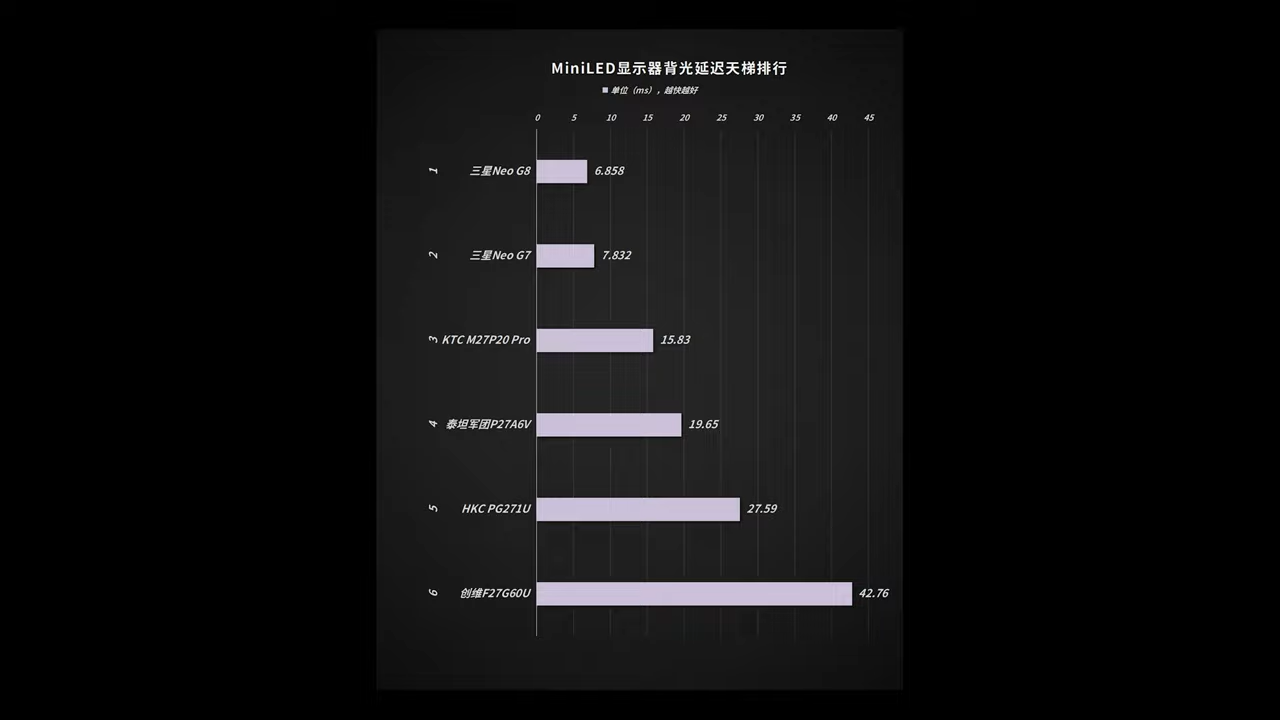 MiniLED显示器背光延迟天梯排行
单位（ms），越快越好
0 5 10 15 20 25 30 35 40 45
1 三星Neo G8 6.858
2 三星Neo G7 7.832
3 KTC M27P20 Pro 15.83
4 泰坦军团P27A6V 19.65
5 HKC PG271U 27.59
6 创维F27G60U 42.76